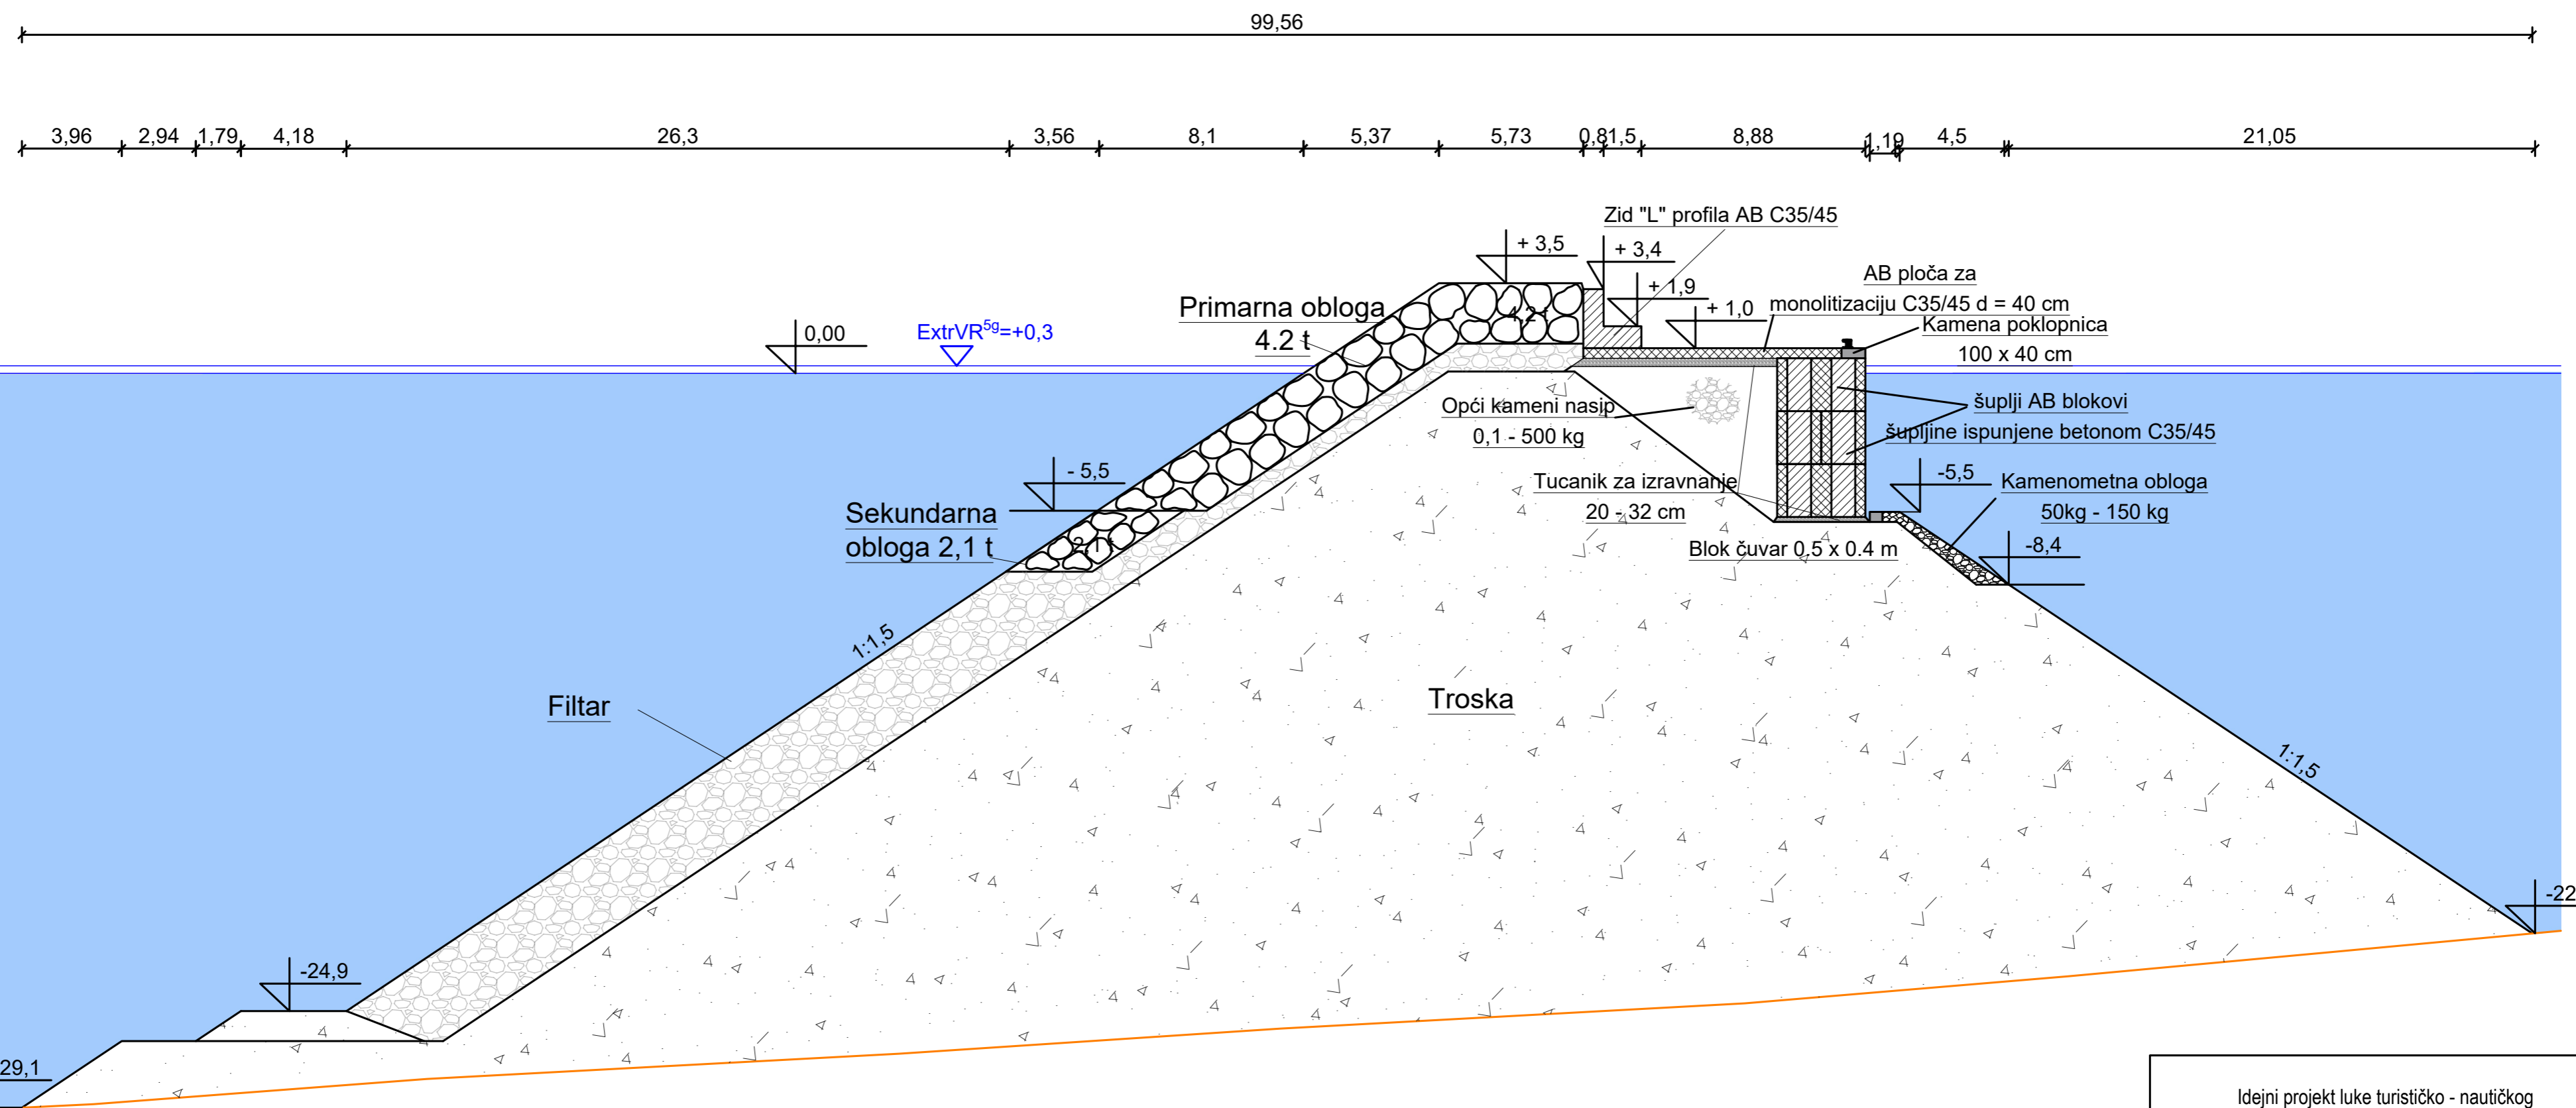 99,56
3,96 2,94 1,79 4,18 26,3 3,56 8,1 5,37 5,73 0,8 1,5 8,88 1,19 4,5 21,05
Zid "L" profila AB C35/45
+ 3,5
+ 3,4
+ 1,9
+ 1,0
AB ploča za
monolitizaciju C35/45 d = 40 cm
Kamena poklopnica
100 x 40 cm
Primarna obloga
4.2 t
4,2 t
0,00
ExtrVR5g=+0,3
Opći kameni nasip
0,1 - 500 kg
šuplji AB blokovi
šupljine ispunjene betonom C35/45
- 5,5
Tucanik za izravnanje
20 - 32 cm
-5,5
Kamenometna obloga
50kg - 150 kg
Sekundarna
obloga 2,1 t
2,1 t
Blok čuvar 0,5 x 0.4 m
-8,4
1:1,5
Filtar
Troska
1:1,5
-22
-24,9
29,1
Idejni projekt luke turističko - nautičkog